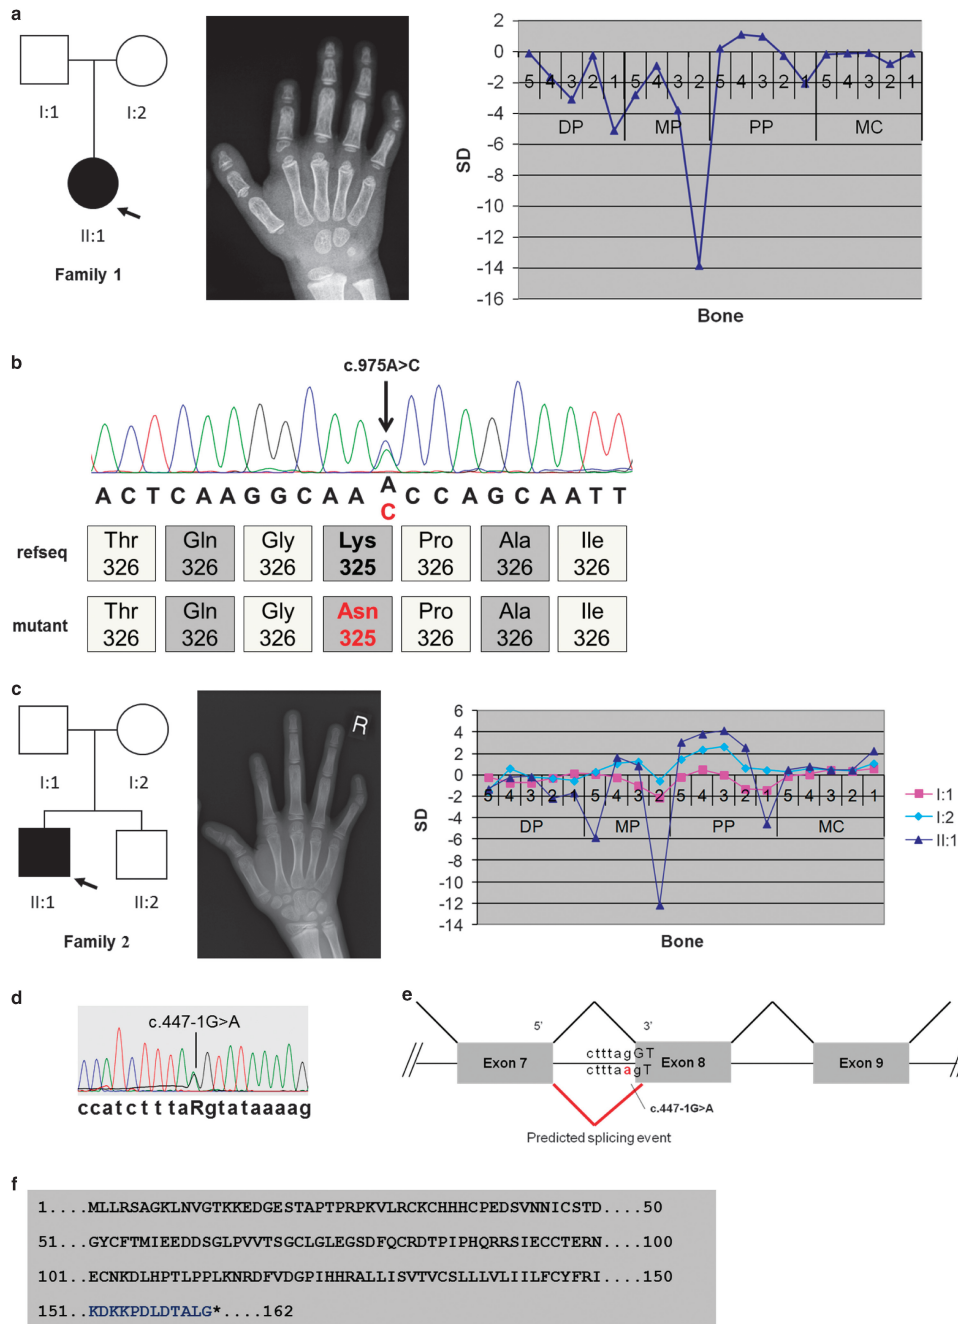 a
I:1
I:2
II:1
Family 1
2
0
-2
-4
-6
-8
-10
-12
-14
-16
SD
5 4 3 2 1 5 4 3 2 5 4 3 2 1 5 4 3 2 1
DP MP PP MC
Bone
b
c.975A>C
A C T C A A G G C A A A C C A G C A A T T
C
refseq
Thr 326
Gln 326
Gly 326
Lys 325
Pro 326
Ala 326
Ile 326
mutant
Thr 326
Gln 326
Gly 326
Asn 325
Pro 326
Ala 326
Ile 326
c
I:1
I:2
II:1
II:2
Family 2
R
6
4
2
0
-2
-4
-6
-8
-10
-12
-14
SD
5 4 3 2 1 5 4 3 2 5 4 3 2 1 5 4 3 2 1
DP MP PP MC
Bone
I:1
I:2
II:1
d
c.447-1G>A
ccatctttaRgtataaaag
e
5'
3'
Exon 7
ctttagGT
ctttaagT
Exon 8
Exon 9
c.447-1G>A
Predicted splicing event
f
1....MLLRSAGKLNVGTKKEDGESTAPTPRPKVLRCKCHHHCPEDSVNNICSTD....50
51...GYCFTMIEEDDSGLPVVTSGCLGLEGSDFQCRDTPIPHQRRSIECCTERN....100
101..ECNKDLHPTLPPLKNRDFVDGPIHHRALLISVTVCSLLLVLIILFCYFRI....150
151..KDKKPDLDTALG*....162